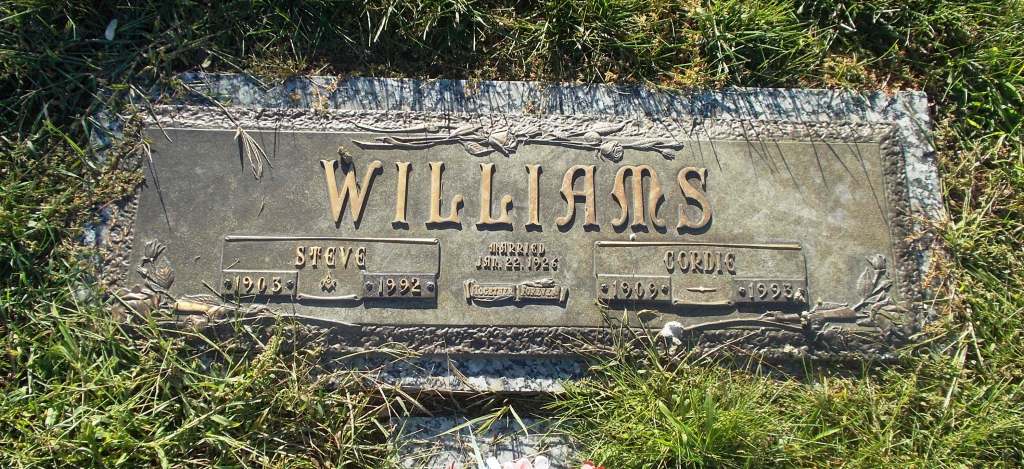 WILLIAMS
STEVE
1903 1992
MARRIED
JAN. 22, 1926
TOGETHER FOREVER
CORDIE
1909 1993